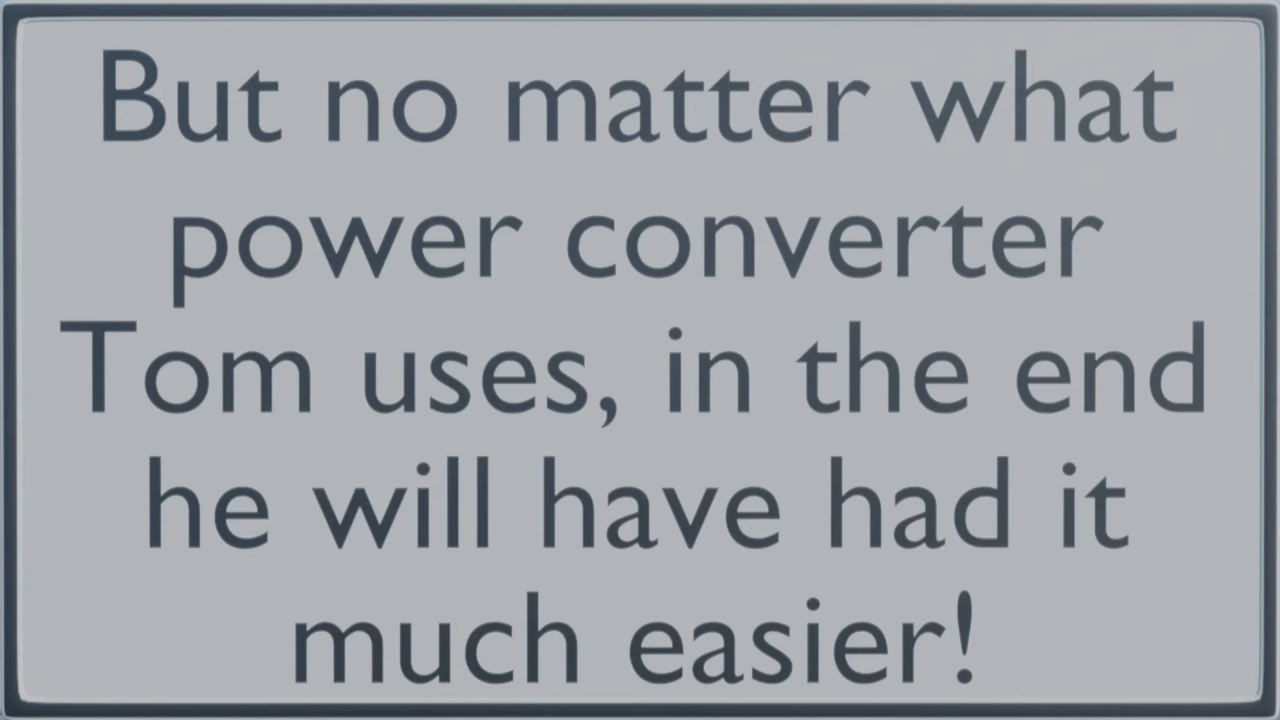 But no matter what
power converter
Tom uses, in the end
he will have had it
much easier!